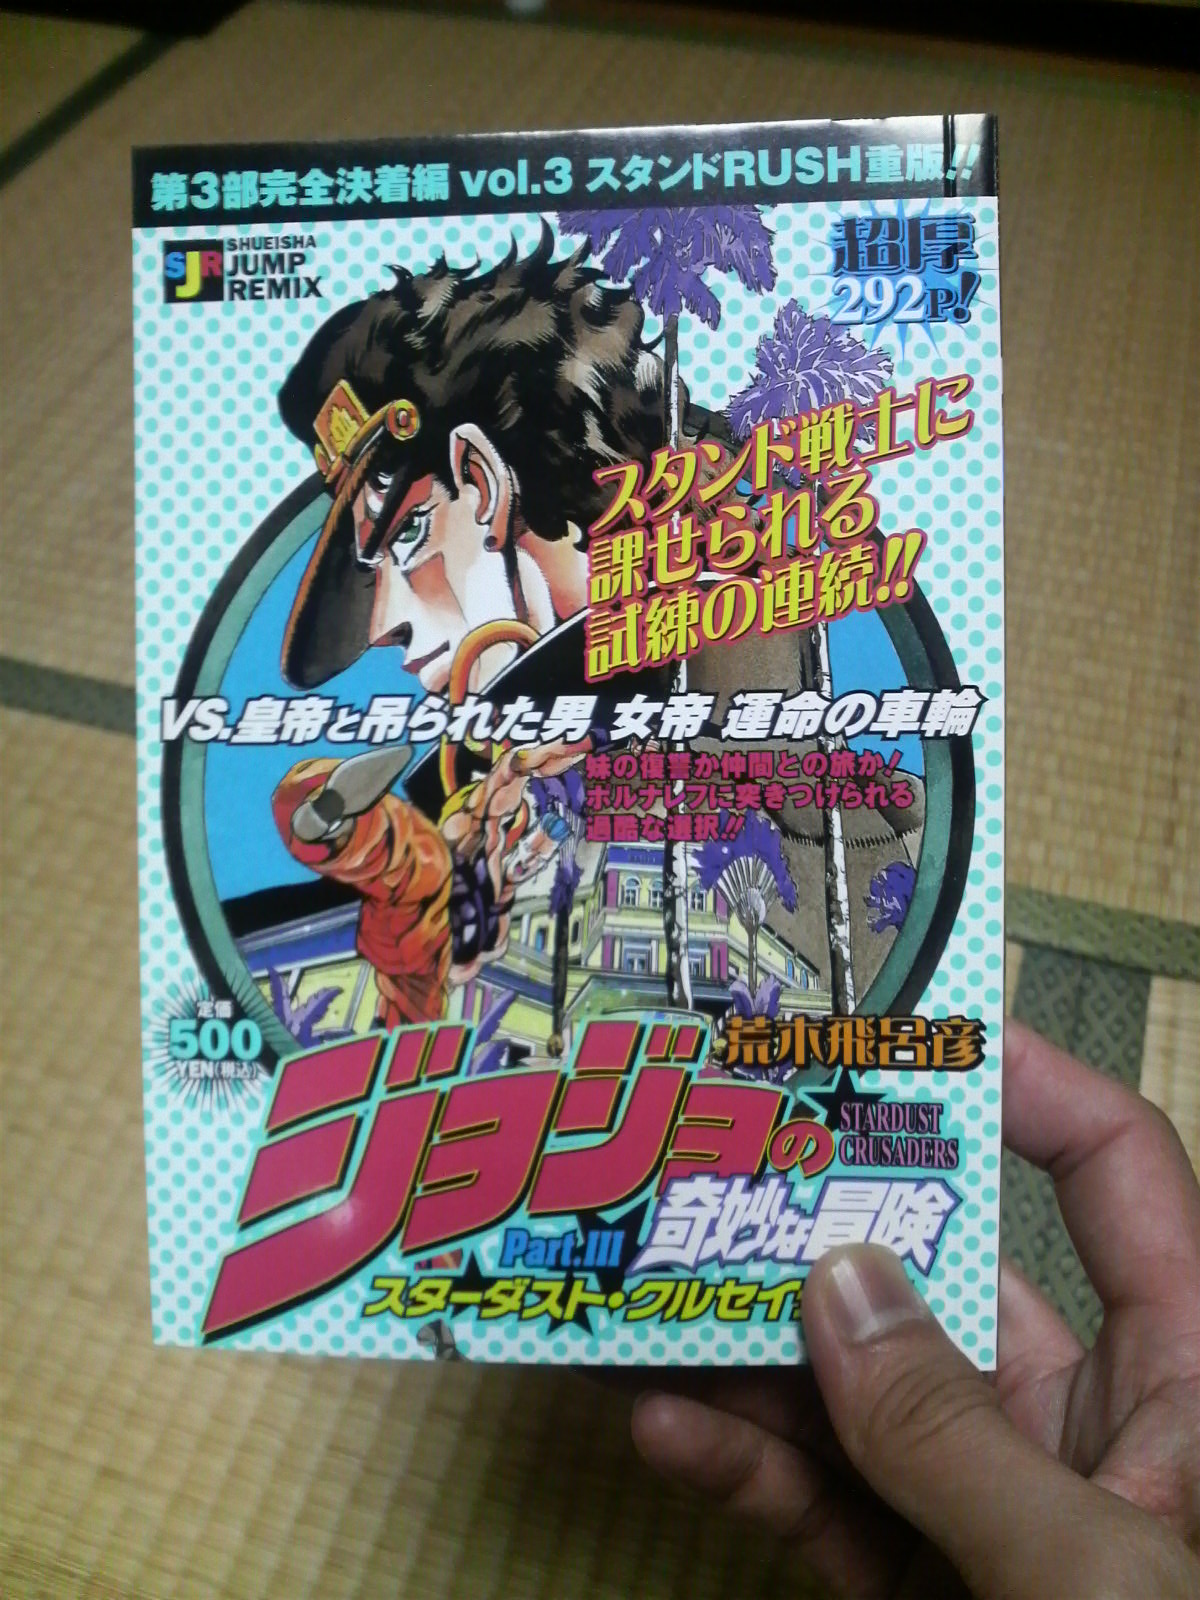 第3部完全決着編 vol.3 スタンドRUSH重版!!
SJR
SHUEISHA
JUMP
REMIX
超厚
292P!
スタンド戦士に
課せられる
試練の連続!!
VS.皇帝と吊られた男 女帝 運命の車輪
妹の復讐か仲間との旅か!
ポルナレフに突きつけられる
過酷な選択!!
定価
500
YEN(税込)
荒木飛呂彦
ジョジョの
STARDUST
CRUSADERS
奇妙な冒険
Part.III
スターダスト・クルセイ